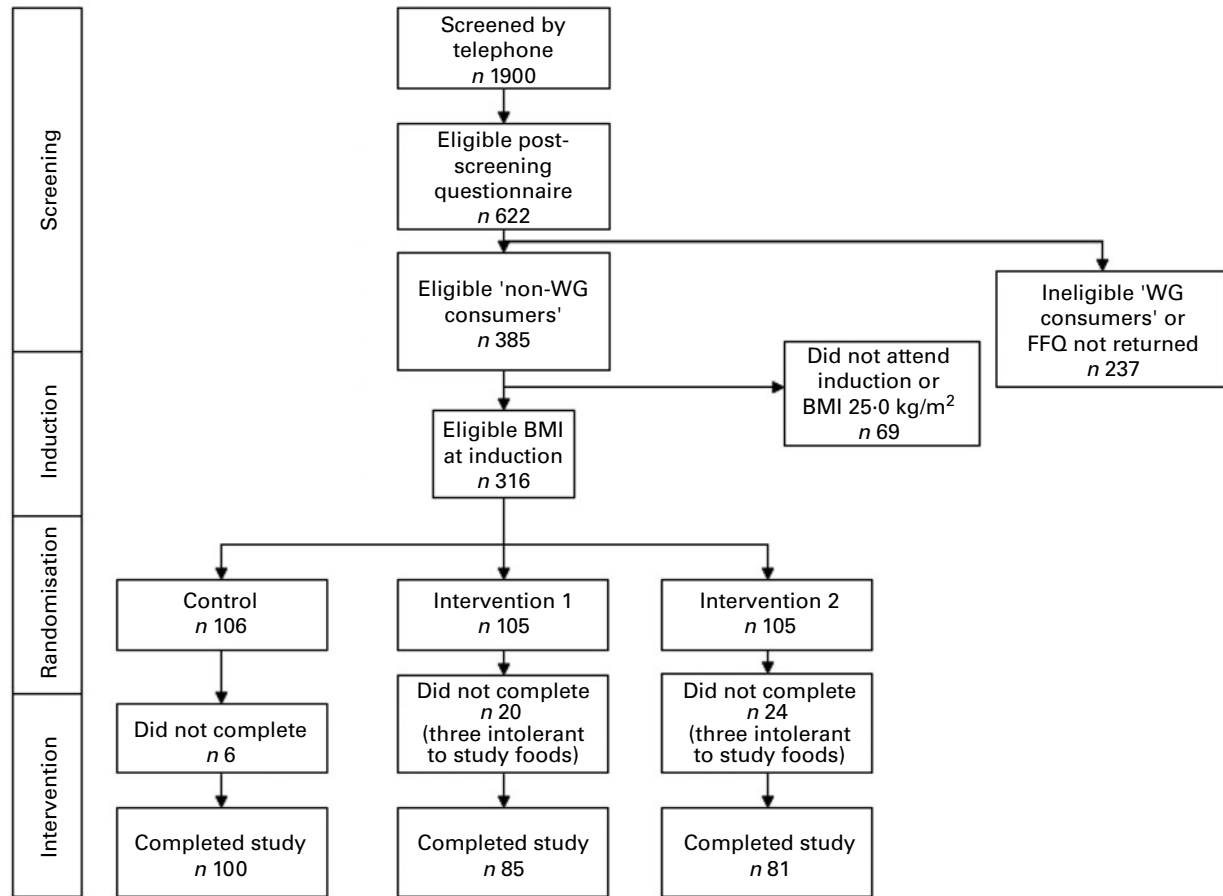 Screening
Screened by
telephone
n 1900
Eligible post-
screening
questionnaire
n 622
Eligible 'non-WG
consumers'
n 385
Ineligible 'WG
consumers' or
FFQ not returned
n 237
Induction
Did not attend
induction or
BMI 25·0 kg/m²
n 69
Eligible BMI
at induction
n 316
Randomisation
Control
n 106
Intervention 1
n 105
Intervention 2
n 105
Intervention
Did not complete
n 6
Did not complete
n 20
(three intolerant
to study foods)
Did not complete
n 24
(three intolerant
to study foods)
Completed study
n 100
Completed study
n 85
Completed study
n 81